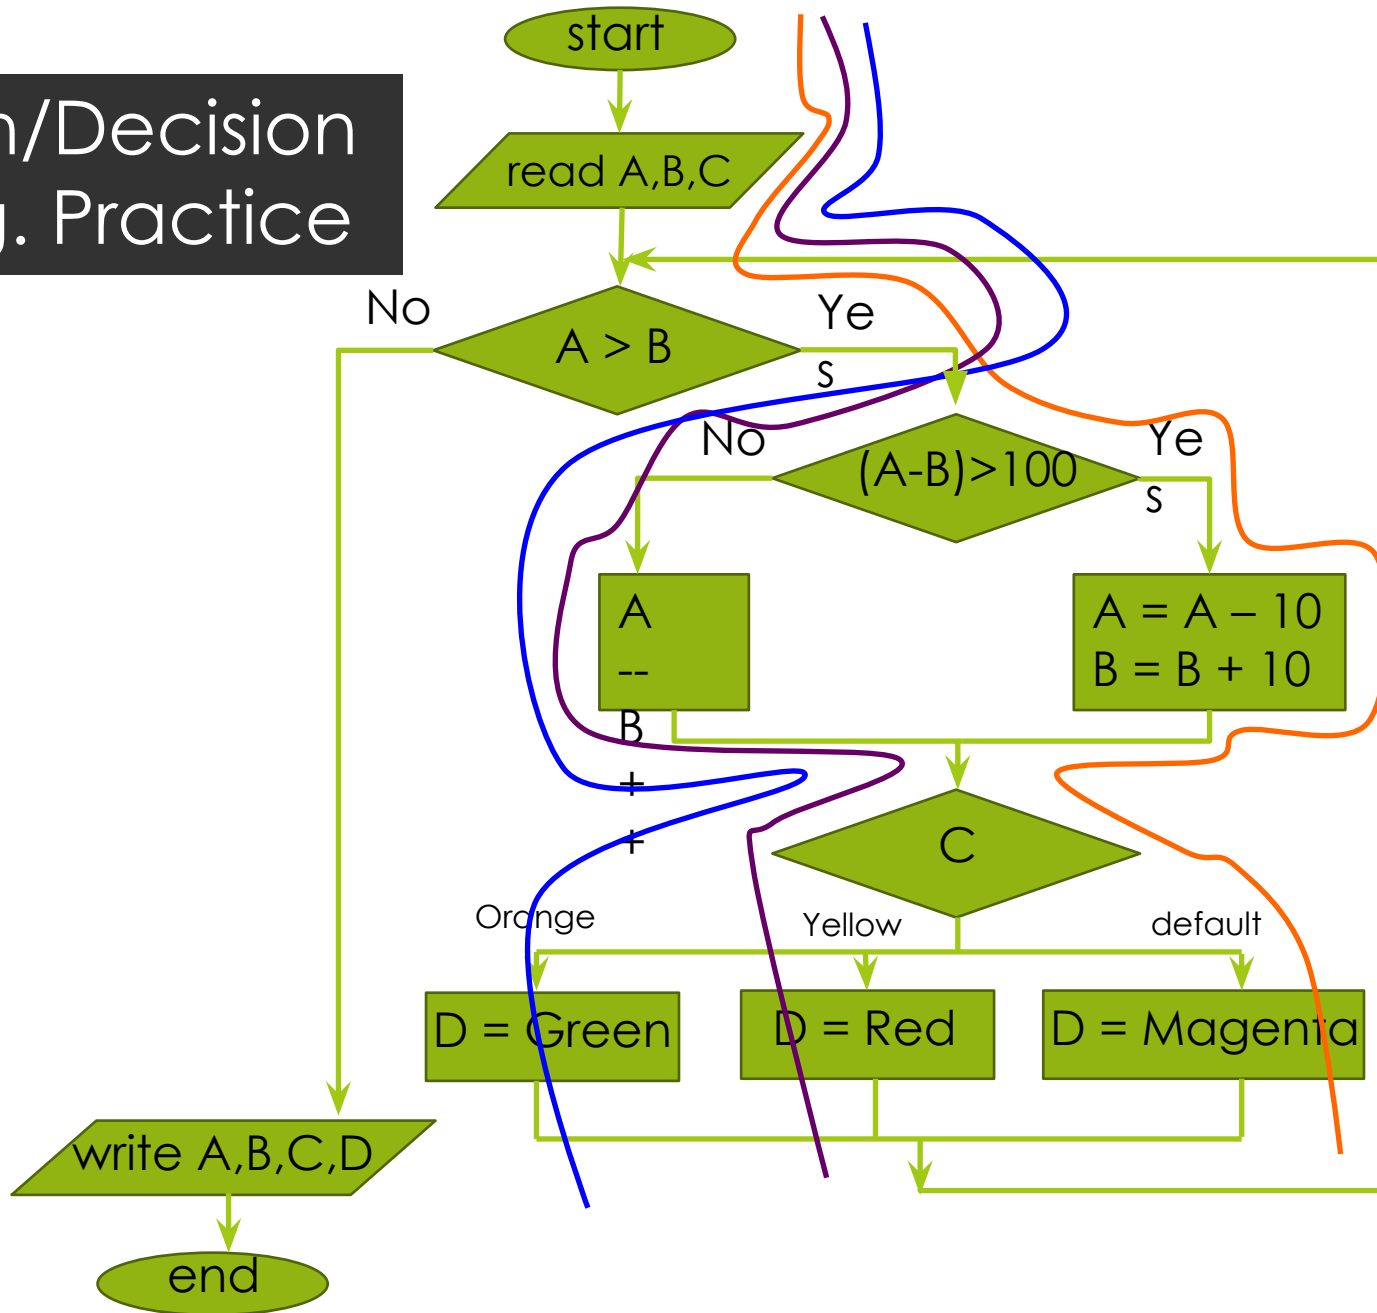 start
n/Decision
g. Practice
read A,B,C
No
Ye
s
A > B
No
(A-B)>100
Ye
s
A
--
B
+
+
A = A – 10
B = B + 10
C
Orange
Yellow
default
D = Green
D = Red
D = Magenta
write A,B,C,D
end